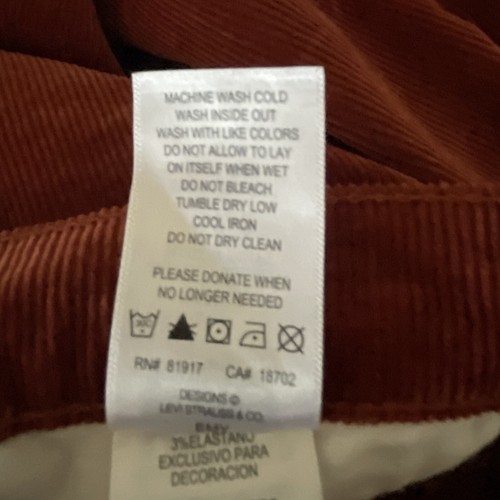 MACHINE WASH COLD
WASH INSIDE OUT
WASH WITH LIKE COLORS
DO NOT ALLOW TO LAY
ON ITSELF WHEN WET
DO NOT BLEACH
TUMBLE DRY LOW
COOL IRON
DO NOT DRY CLEAN
PLEASE DONATE WHEN
NO LONGER NEEDED
30C
RN# 81917 CA# 18702
DESIGNS ©
LEVI STRAUSS & CO.
3%ELASTANO
EXCLUSIVO PARA
DECORACION